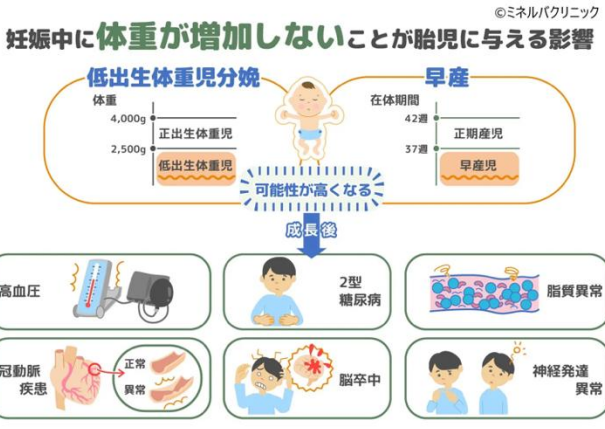 ©ミネルバクリニック
妊娠中に体重が増加しないことが胎児に与える影響
低出生体重児分娩
体重
4,000g
正出生体重児
2,500g
低出生体重児
早産
在体期間
42週
正期産児
37週
早産児
可能性が高くなる
成長後
高血圧
2型
糖尿病
脂質異常
冠動脈
疾患
正常
異常
脳卒中
神経発達
異常